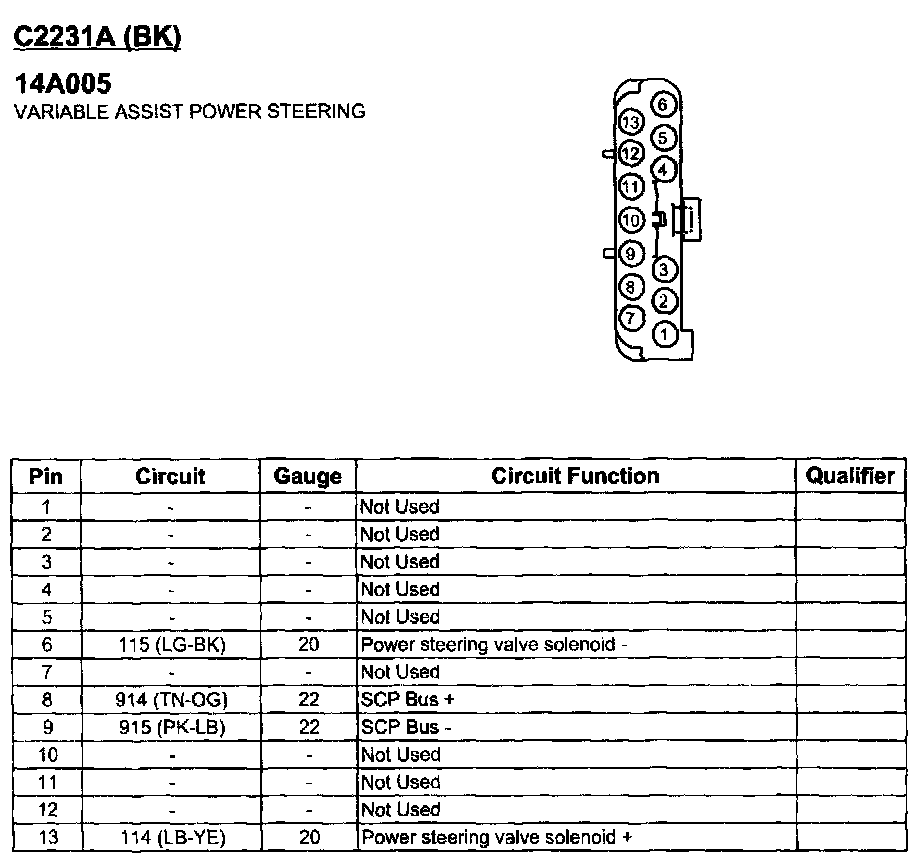 C2231A (BK)
14A005
VARIABLE ASSIST POWER STEERING
6
13
5
12
4
11
10
9
3
8
2
7
1
Pin Circuit Gauge Circuit Function Qualifier
1 - - Not Used
2 - - Not Used
3 - - Not Used
4 - - Not Used
5 - - Not Used
6 115 (LG-BK) 20 Power steering valve solenoid -
7 - - Not Used
8 914 (TN-OG) 22 SCP Bus +
9 915 (PK-LB) 22 SCP Bus -
10 - - Not Used
11 - - Not Used
12 - - Not Used
13 114 (LB-YE) 20 Power steering valve solenoid +